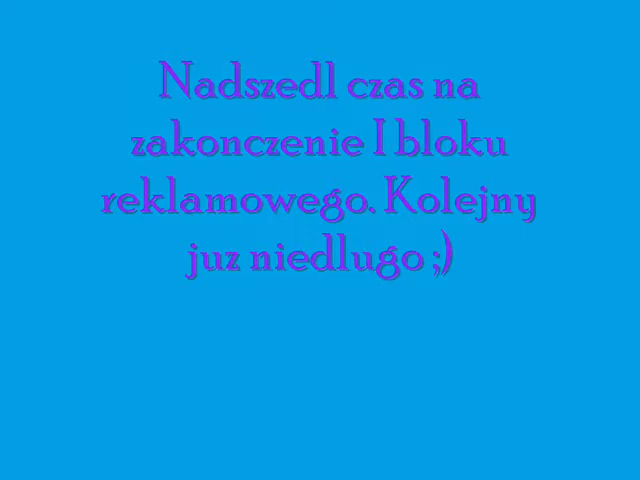 Nadszedl czas na
zakonczenie I bloku
reklamowego. Kolejny
juz niedlugo ;)